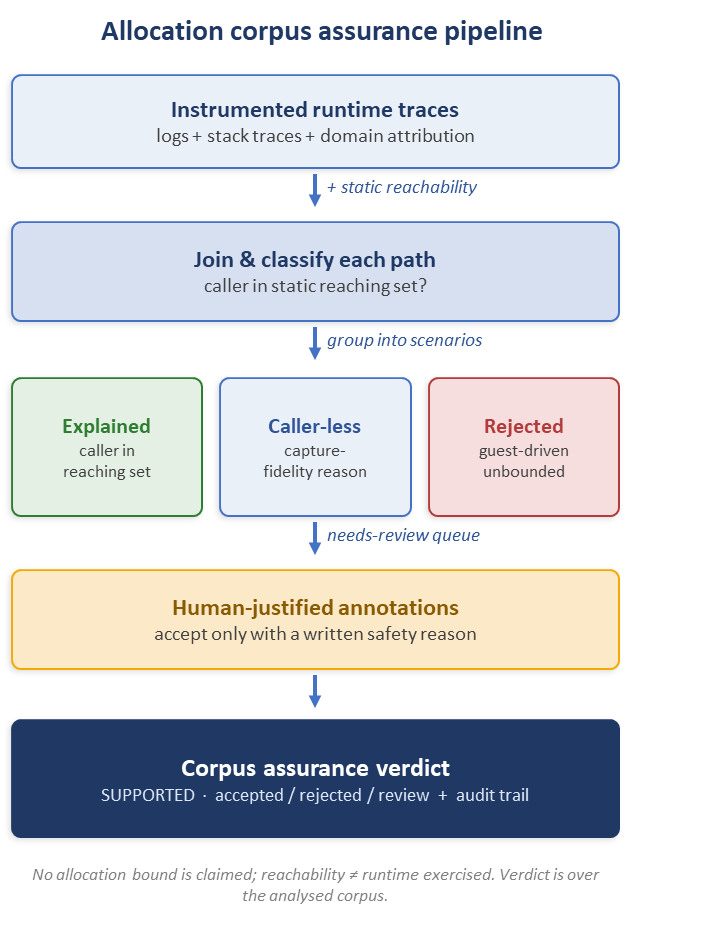 Allocation corpus assurance pipeline
Instrumented runtime traces
logs + stack traces + domain attribution
+ static reachability
Join & classify each path
caller in static reaching set?
group into scenarios
Explained
caller in
reaching set
Caller-less
capture-
fidelity reason
Rejected
guest-driven
unbounded
needs-review queue
Human-justified annotations
accept only with a written safety reason
Corpus assurance verdict
SUPPORTED · accepted / rejected / review + audit trail
No allocation bound is claimed; reachability ≠ runtime exercised. Verdict is over
the analysed corpus.